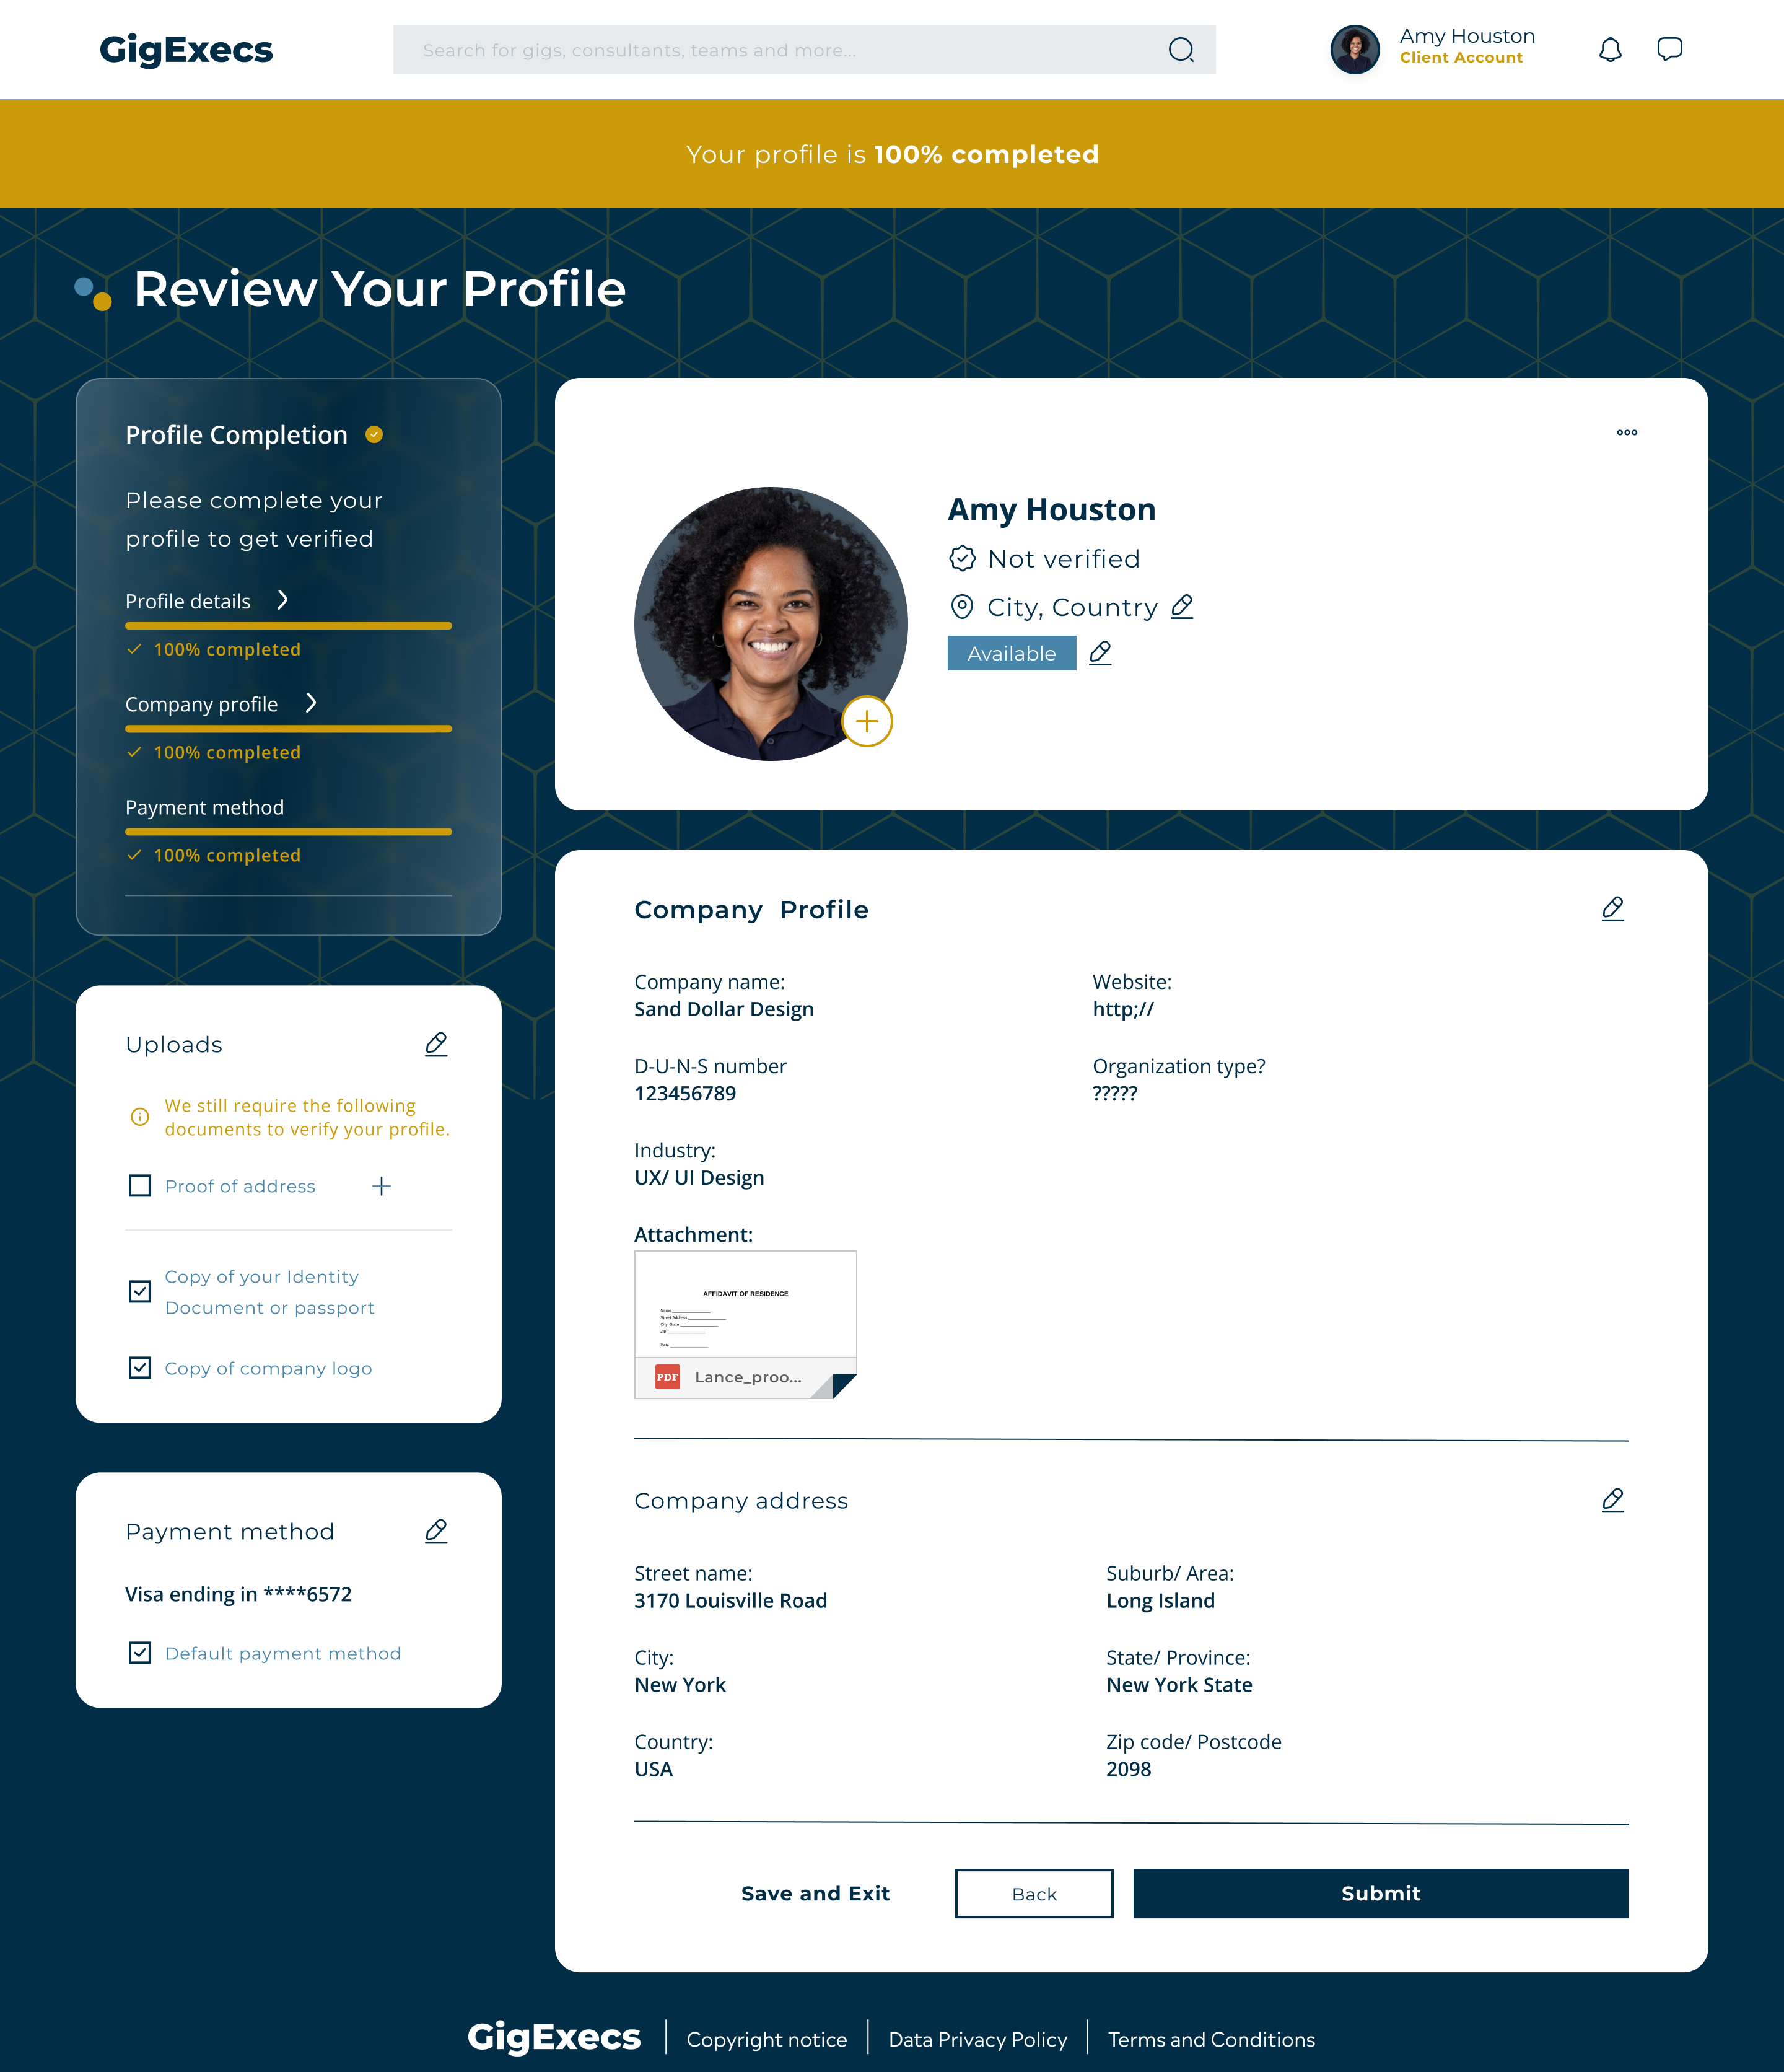 GigExecs
Search for gigs, consultants, teams and more...
Amy Houston
Client Account
Your profile is 100% completed
Review Your Profile
Profile Completion
Please complete your
profile to get verified
Profile details
100% completed
Company profile
100% completed
Payment method
100% completed
Uploads
We still require the following
documents to verify your profile.
Proof of address
Copy of your Identity
Document or passport
Copy of company logo
Payment method
Visa ending in ****6572
Default payment method
Amy Houston
Not verified
City, Country
Available
Company Profile
Company name:
Sand Dollar Design
Website:
http;//
D-U-N-S number
123456789
Organization type?
?????
Industry:
UX/ UI Design
Attachment:
AFFIDAVIT OF RESIDENCE
Name
Street Address
City, State
Zip
Date
PDF Lance_proo...
Company address
Street name:
3170 Louisville Road
Suburb/ Area:
Long Island
City:
New York
State/ Province:
New York State
Country:
USA
Zip code/ Postcode
2098
Save and Exit
Back
Submit
GigExecs
Copyright notice
Data Privacy Policy
Terms and Conditions